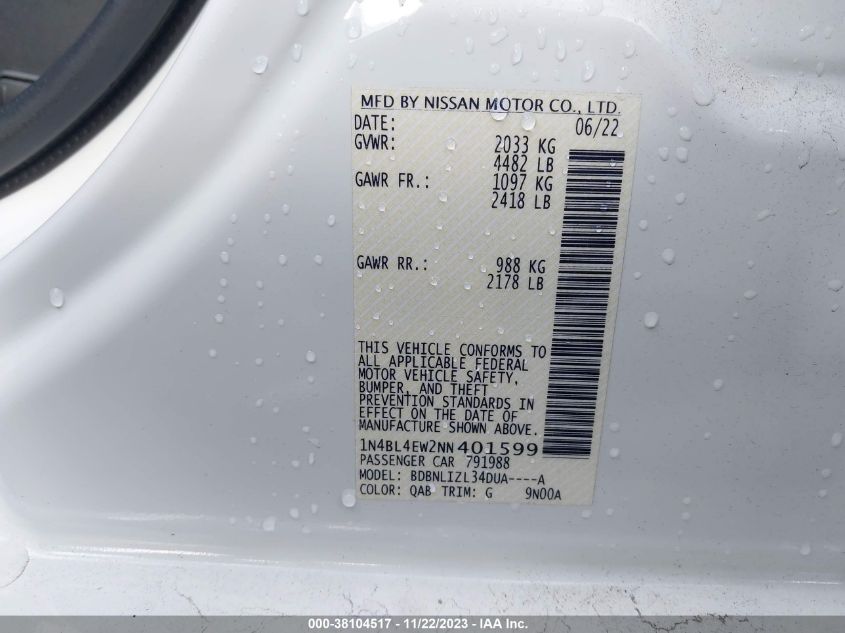 MFD BY NISSAN MOTOR CO., LTD.
DATE: 06/22
GVWR: 2033 KG
4482 LB
GAWR FR.: 1097 KG
2418 LB
GAWR RR.: 988 KG
2178 LB
THIS VEHICLE CONFORMS TO
ALL APPLICABLE FEDERAL
MOTOR VEHICLE SAFETY,
BUMPER, AND THEFT
PREVENTION STANDARDS IN
EFFECT ON THE DATE OF
MANUFACTURE SHOWN ABOVE.
1N4BL4EW2NN401599
PASSENGER CAR 791988
MODEL: BDBNLIZL34DUA----A
COLOR: QAB TRIM: G 9N00A
000-38104517 - 11/22/2023 - IAAI.com